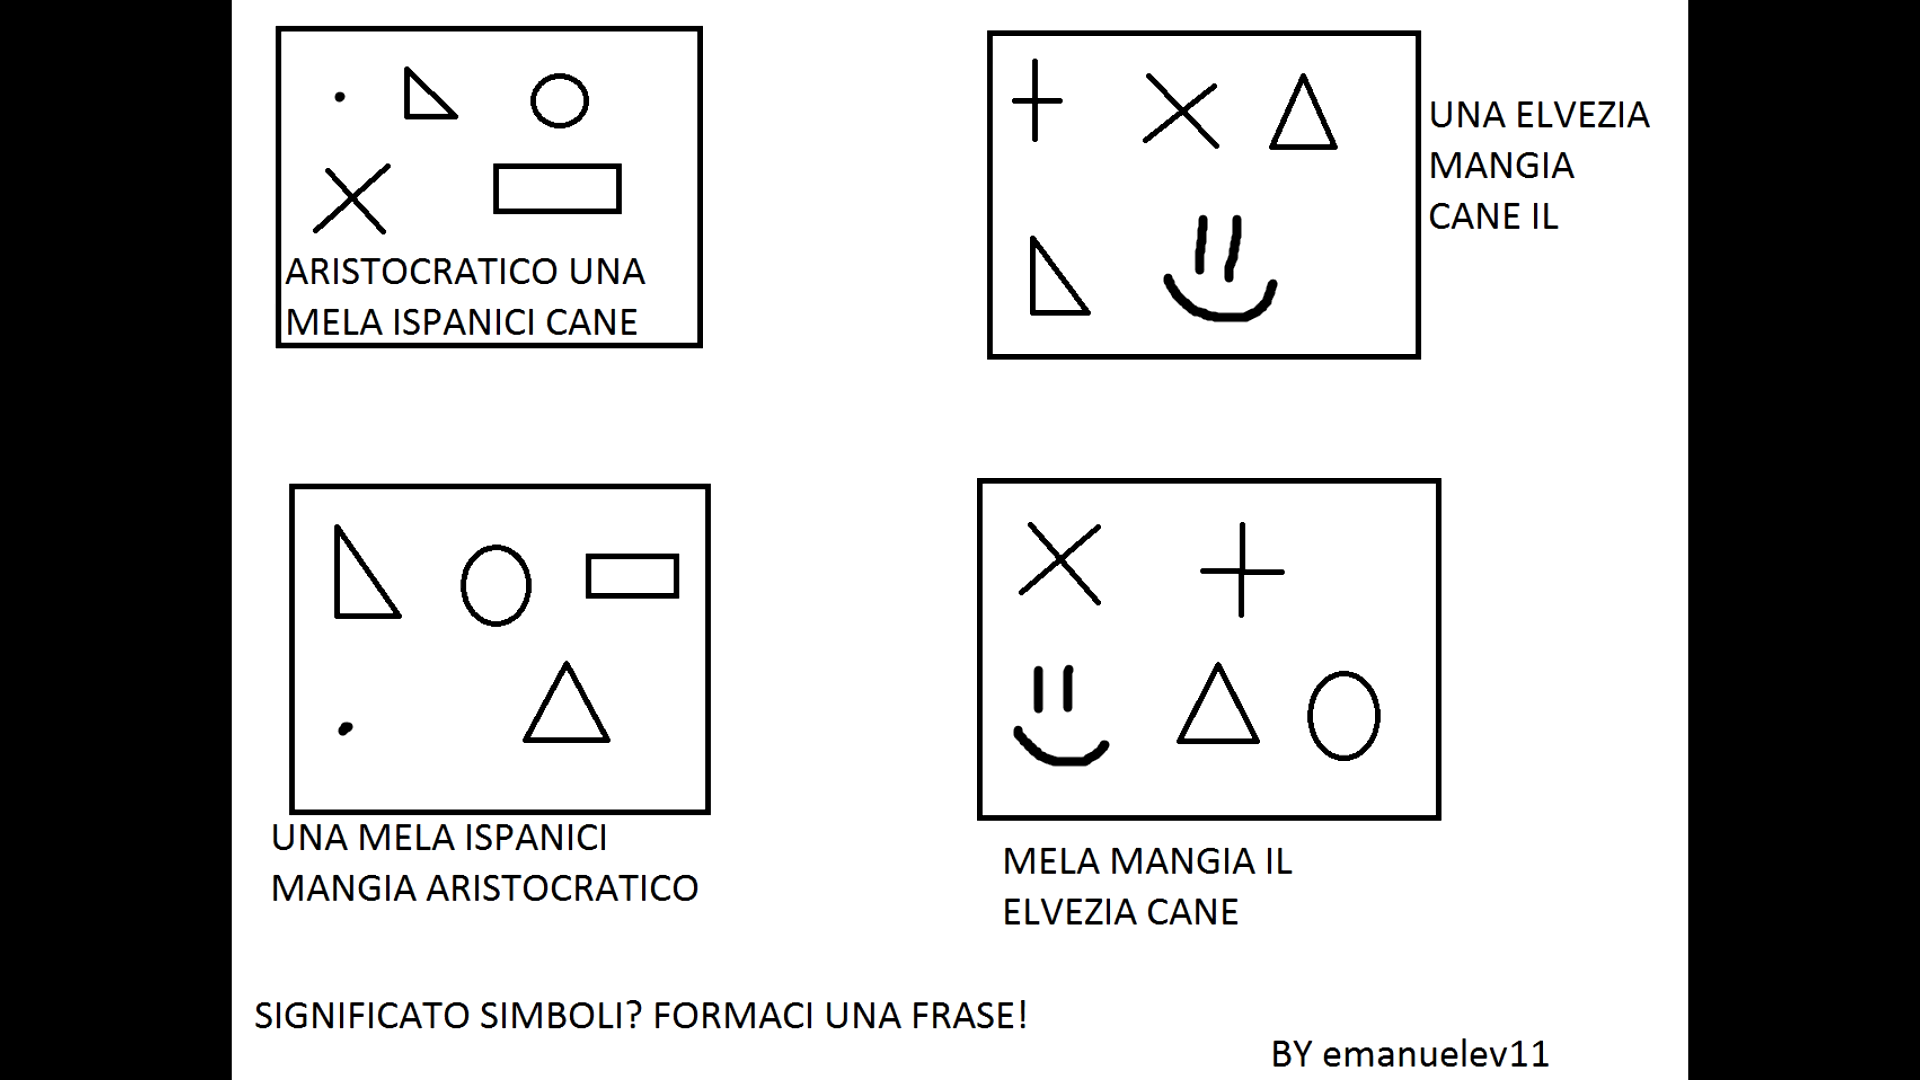 ARISTOCRATICO UNA
MELA ISPANICI CANE
UNA ELVEZIA
MANGIA
CANE IL
UNA MELA ISPANICI
MANGIA ARISTOCRATICO
MELA MANGIA IL
ELVEZIA CANE
SIGNIFICATO SIMBOLI? FORMACI UNA FRASE!
BY emanuelev11